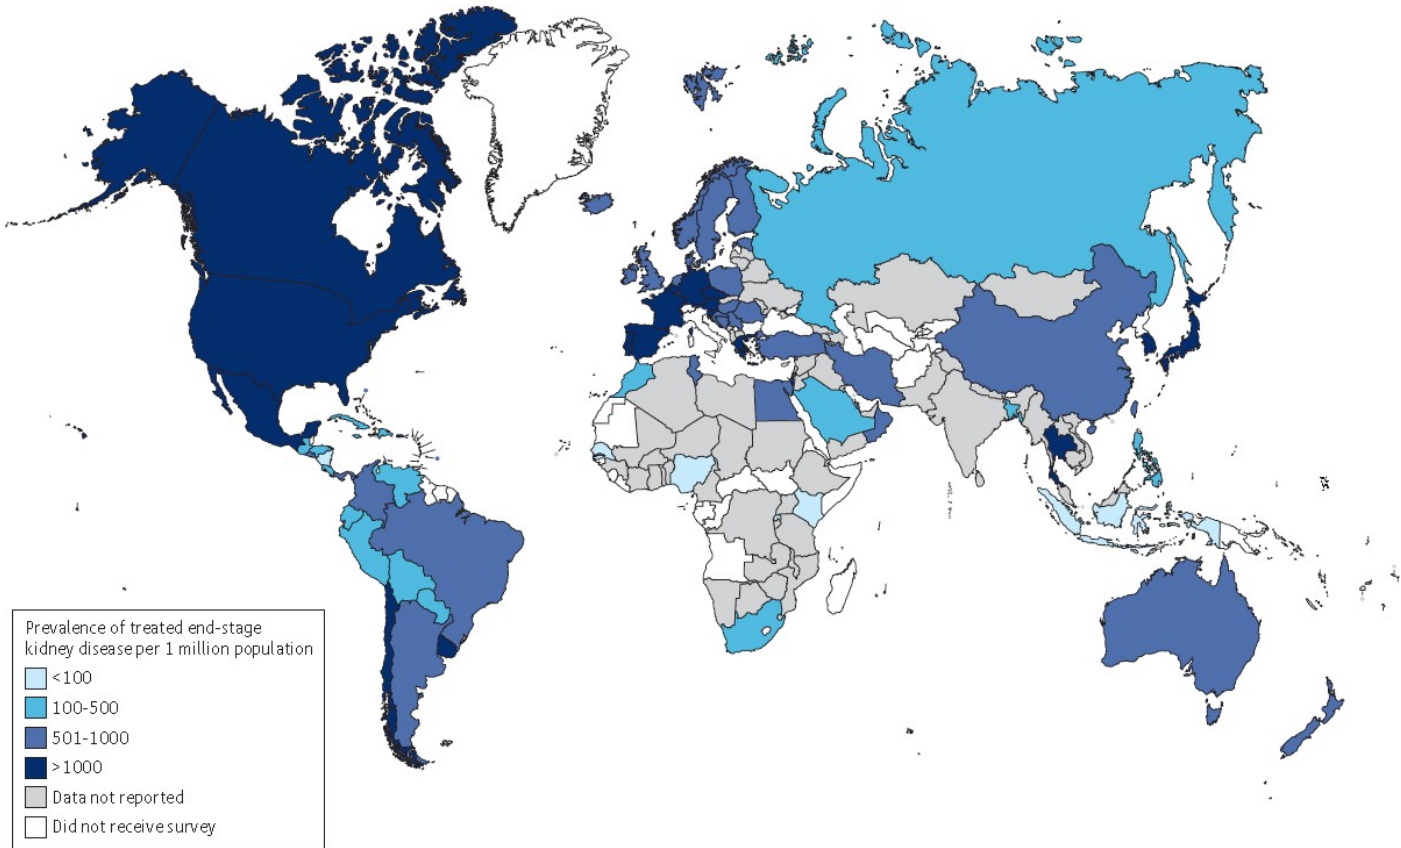 Prevalence of treated end-stage
kidney disease per 1 million population
<100
100-500
501-1000
>1000
Data not reported
Did not receive survey